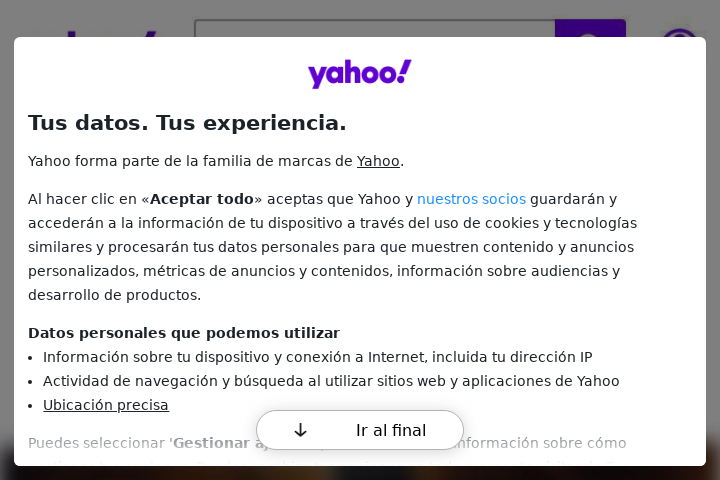 yahoo!
Tus datos. Tus experiencia.
Yahoo forma parte de la familia de marcas de Yahoo.
Al hacer clic en «Aceptar todo» aceptas que Yahoo y nuestros socios guardarán y
accederán a la información de tu dispositivo a través del uso de cookies y tecnologías
similares y procesarán tus datos personales para que muestren contenido y anuncios
personalizados, métricas de anuncios y contenidos, información sobre audiencias y
desarrollo de productos.
Datos personales que podemos utilizar
• Información sobre tu dispositivo y conexión a Internet, incluida tu dirección IP
• Actividad de navegación y búsqueda al utilizar sitios web y aplicaciones de Yahoo
• Ubicación precisa
Ir al final
Puedes seleccionar 'Gestionar información sobre cómo